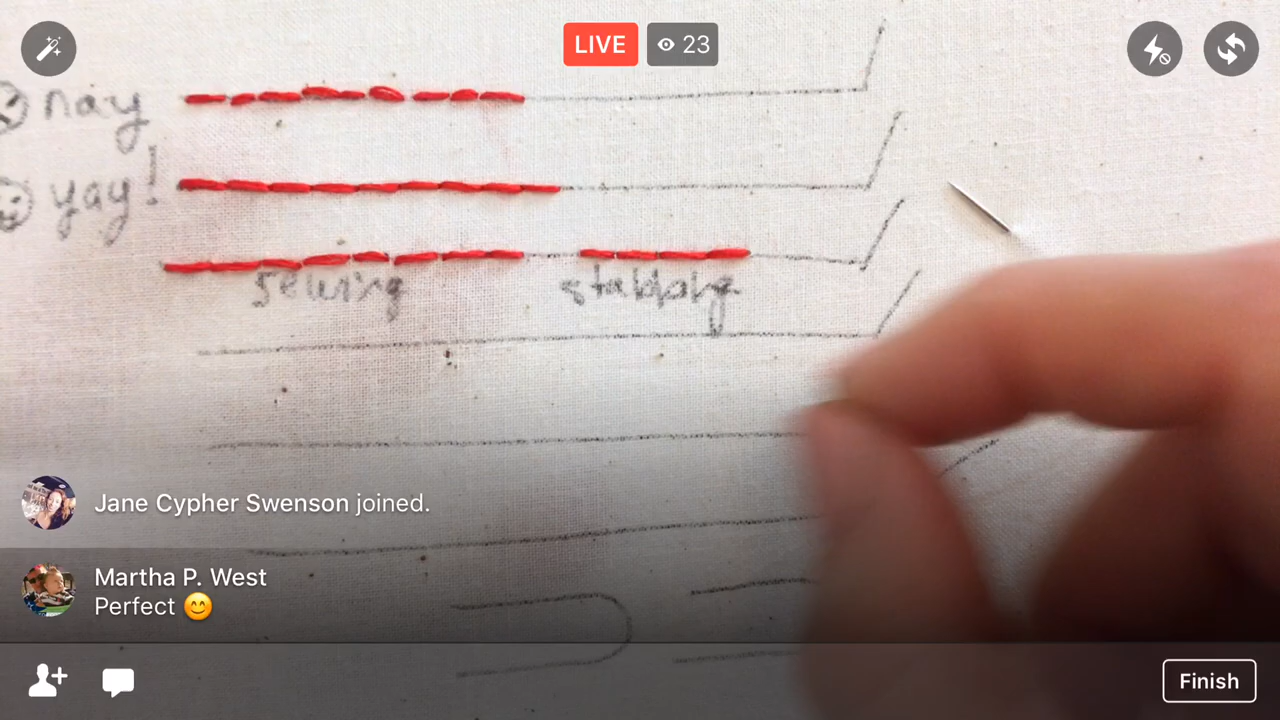 LIVE 23
nay
yay!
sewing stabbing
Jane Cypher Swenson joined.
Martha P. West
Perfect 😊
Finish